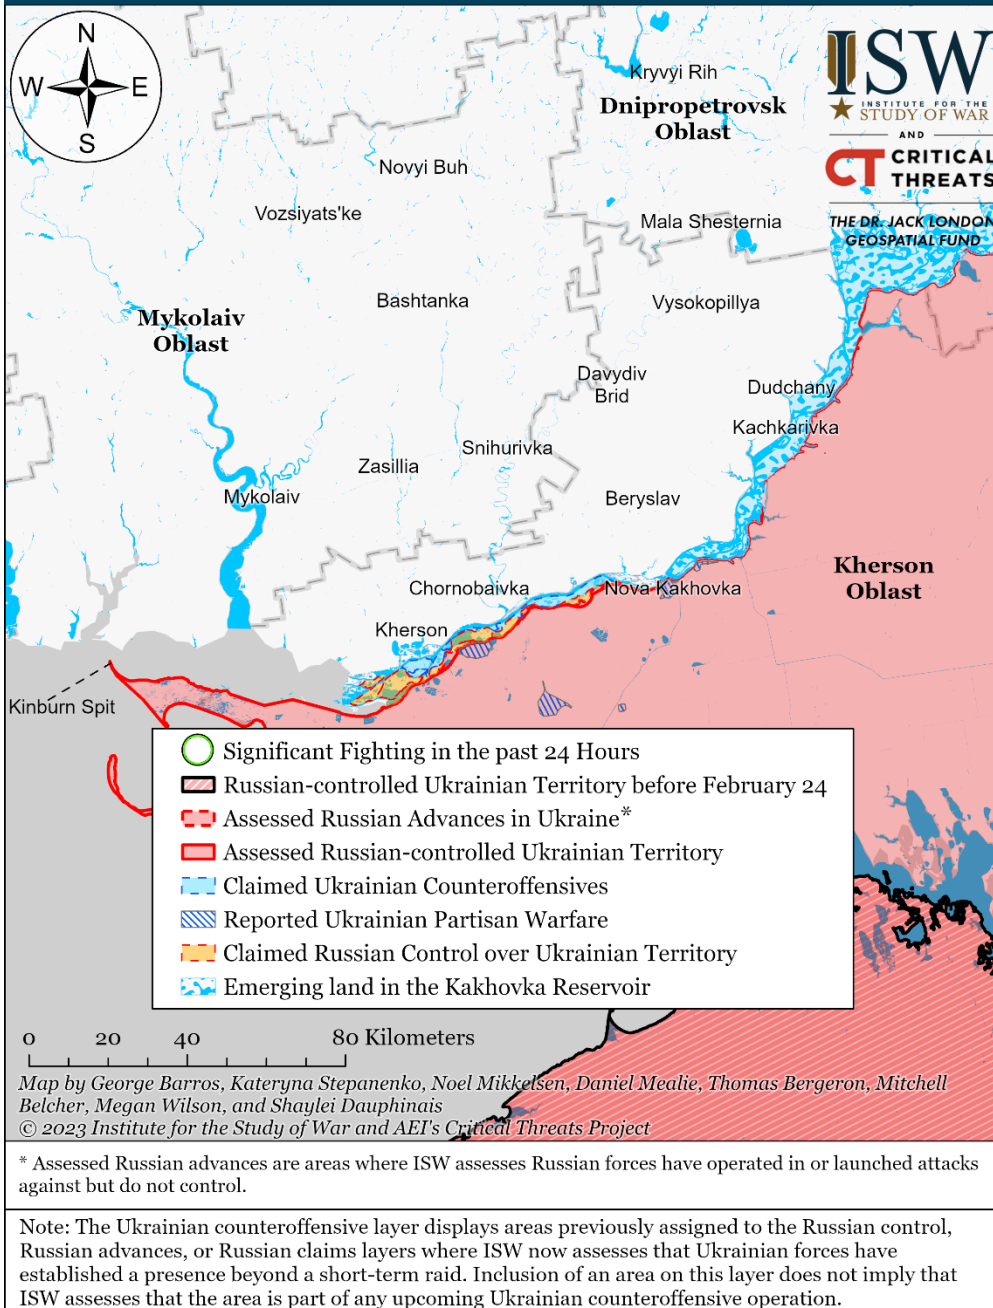 N
W
E
S
ISW
INSTITUTE FOR THE
STUDY OF WAR
AND
CT CRITICAL
THREATS
THE DR. JACK LONDON
GEOSPATIAL FUND
Kryvyi Rih
Dnipropetrovsk
Oblast
Novyi Buh
Vozsiyats'ke
Mala Shesternia
Bashtanka
Vysokopillya
Mykolaiv
Oblast
Davydiv
Brid
Dudchany
Kachkarivka
Snihurivka
Zasillia
Mykolaiv
Beryslav
Kherson
Oblast
Chornobaivka
Nova Kakhovka
Kherson
Kinburn Spit
Significant Fighting in the past 24 Hours
Russian-controlled Ukrainian Territory before February 24
Assessed Russian Advances in Ukraine*
Assessed Russian-controlled Ukrainian Territory
Claimed Ukrainian Counteroffensives
Reported Ukrainian Partisan Warfare
Claimed Russian Control over Ukrainian Territory
Emerging land in the Kakhovka Reservoir
0 20 40 80 Kilometers
Map by George Barros, Kateryna Stepanenko, Noel Mikkelsen, Daniel Mealie, Thomas Bergeron, Mitchell
Belcher, Megan Wilson, and Shaylei Dauphinais
© 2023 Institute for the Study of War and AEI's Critical Threats Project
* Assessed Russian advances are areas where ISW assesses Russian forces have operated in or launched attacks
against but do not control.
Note: The Ukrainian counteroffensive layer displays areas previously assigned to the Russian control,
Russian advances, or Russian claims layers where ISW now assesses that Ukrainian forces have
established a presence beyond a short-term raid. Inclusion of an area on this layer does not imply that
ISW assesses that the area is part of any upcoming Ukrainian counteroffensive operation.